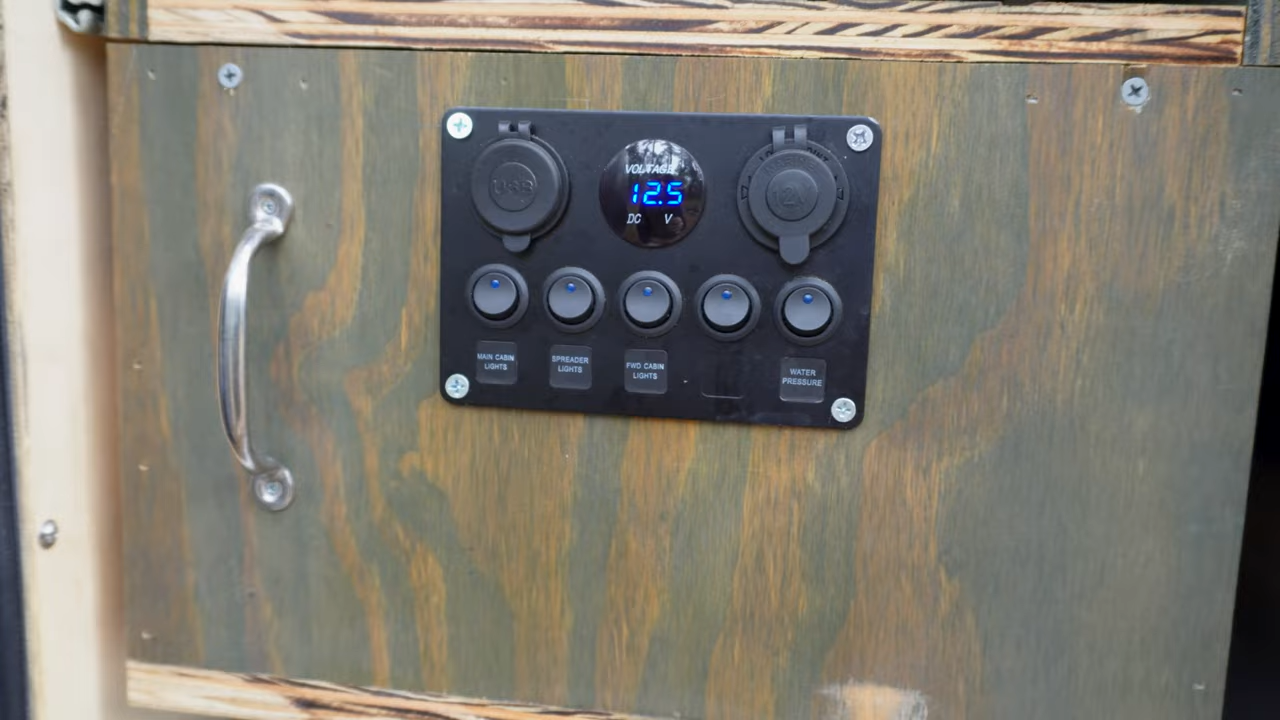 USB
VOLTAGE
12.5
DC V
12V
MAIN CABIN
LIGHTS
SPREADER
LIGHTS
FWD CABIN
LIGHTS
WATER
PRESSURE